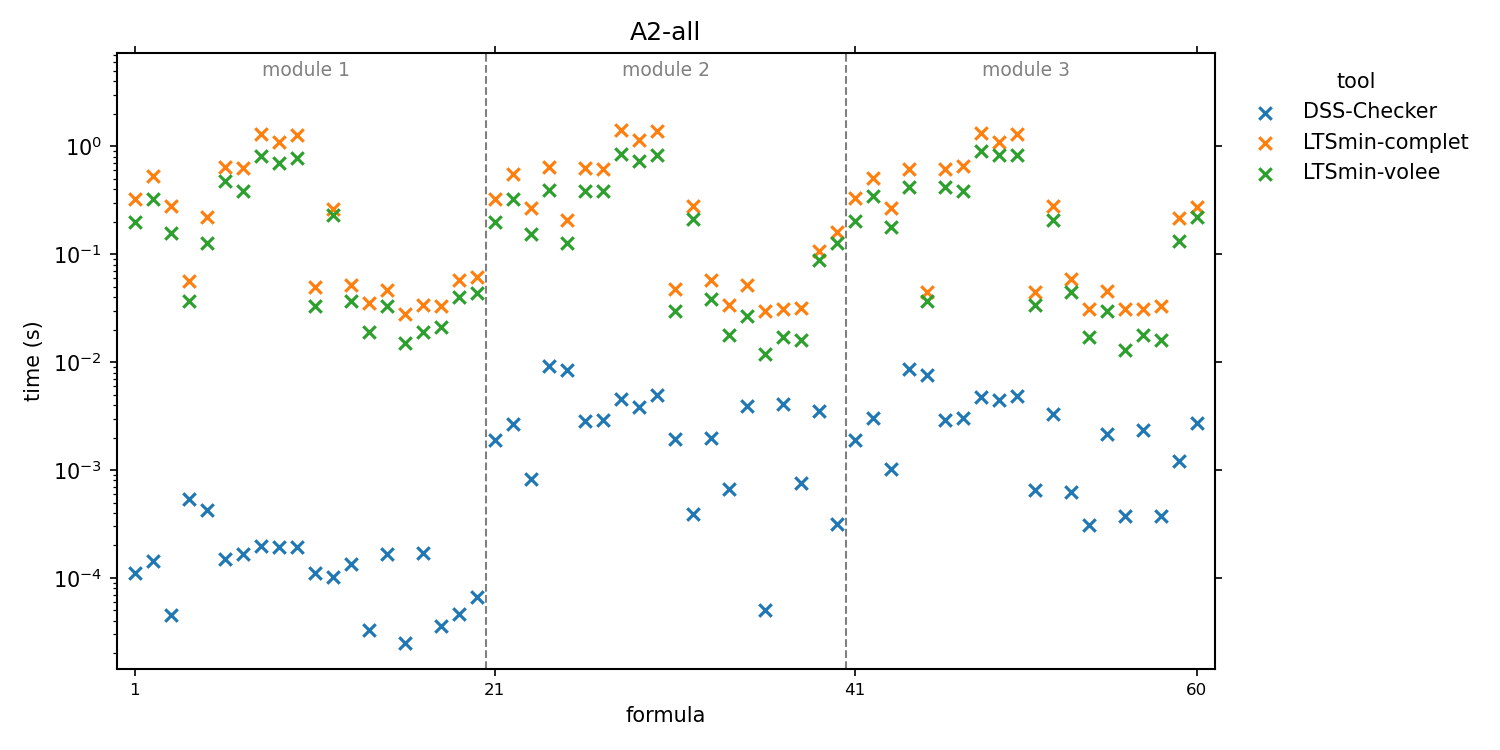 A2-all
module 1
module 2
module 3
tool
DSS-Checker
LTSmin-complet
LTSmin-volee
time (s)
10⁰
10⁻¹
10⁻²
10⁻³
10⁻⁴
1
21
41
60
formula